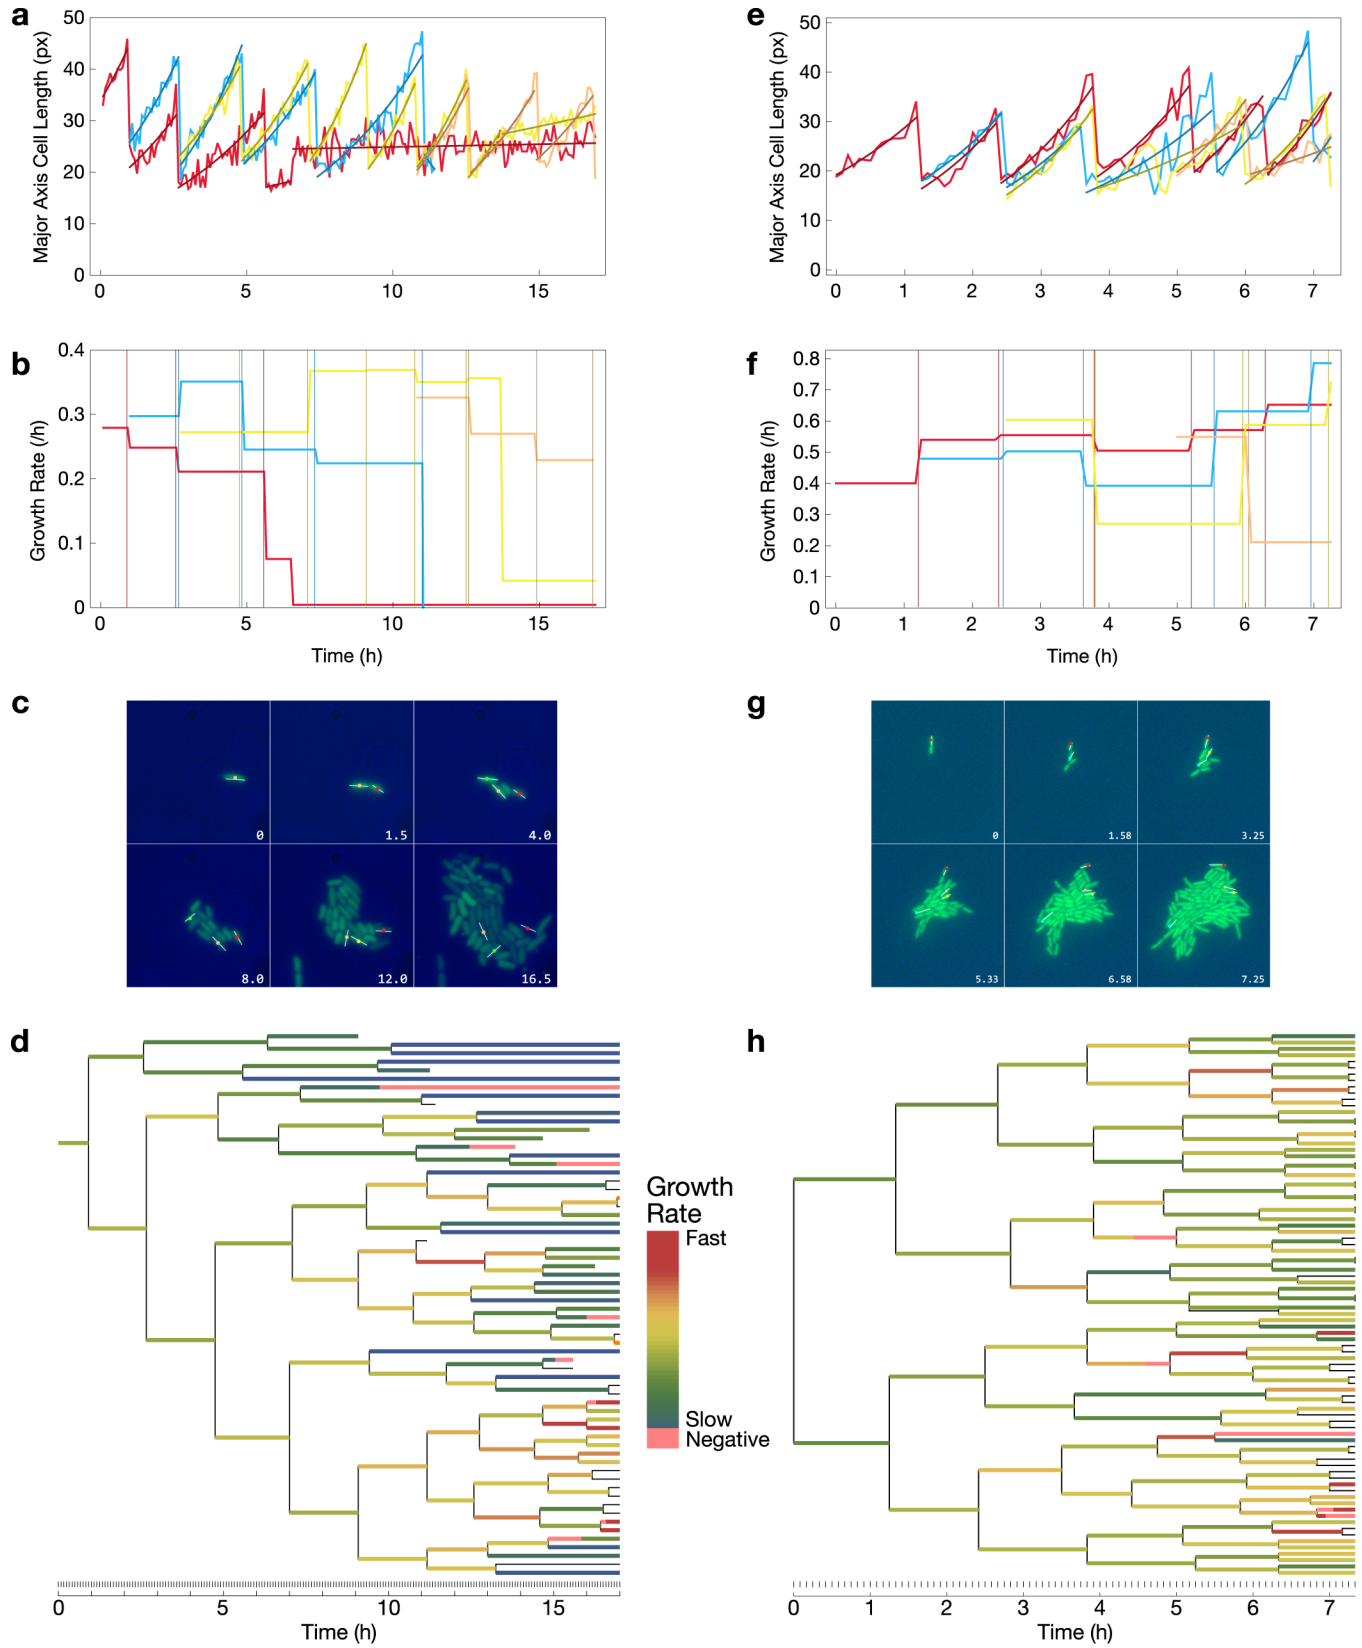 a
Major Axis Cell Length (px)
50
40
30
20
10
0
0 5 10 15
b
Growth Rate (/h)
0.4
0.3
0.2
0.1
0
0 5 10 15
Time (h)
c
0 1.5 4.0
8.0 12.0 16.5
d
0 5 10 15
Time (h)
Growth
Rate
Fast
Slow
Negative
e
Major Axis Cell Length (px)
50
40
30
20
10
0
0 1 2 3 4 5 6 7
f
Growth Rate (/h)
0.8
0.7
0.6
0.5
0.4
0.3
0.2
0.1
0
0 1 2 3 4 5 6 7
Time (h)
g
0 1.58 3.25
5.33 6.58 7.25
h
0 1 2 3 4 5 6 7
Time (h)